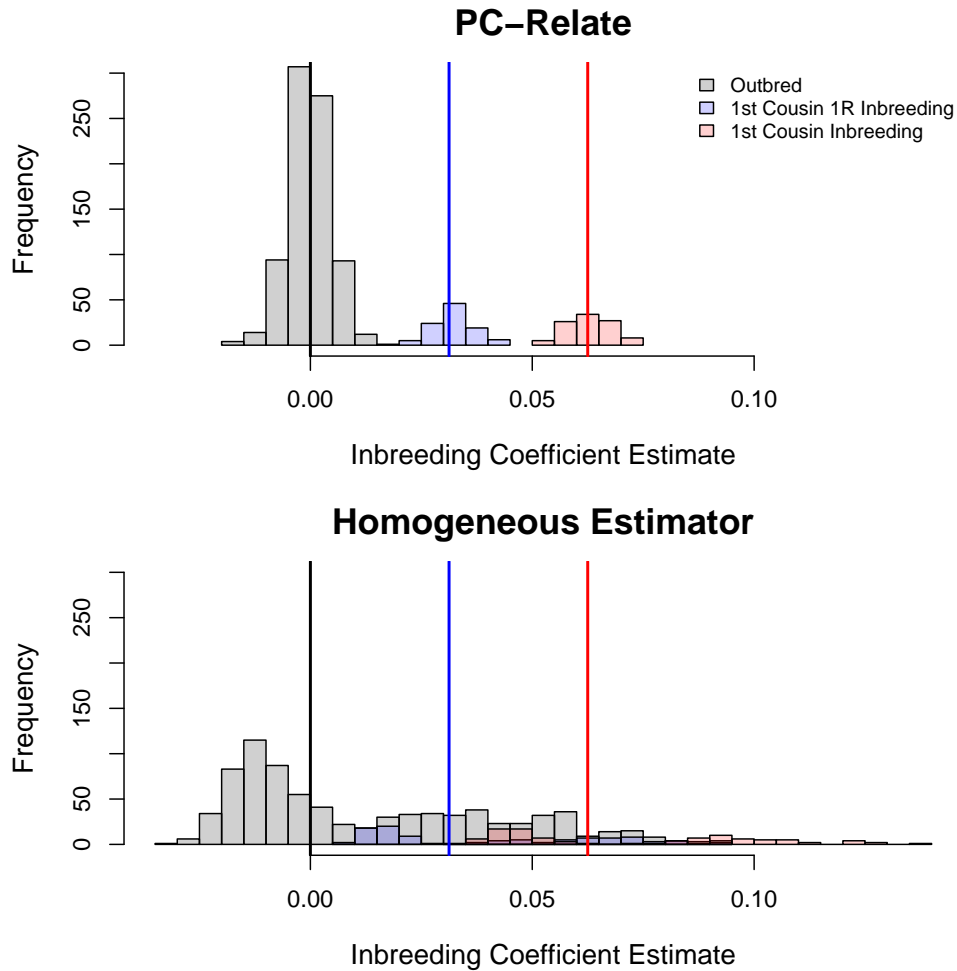 PC−Relate
Outbred
1st Cousin 1R Inbreeding
1st Cousin Inbreeding
Frequency
250
150
50
0
0.00 0.05 0.10
Inbreeding Coefficient Estimate
Homogeneous Estimator
Frequency
250
150
50
0
0.00 0.05 0.10
Inbreeding Coefficient Estimate